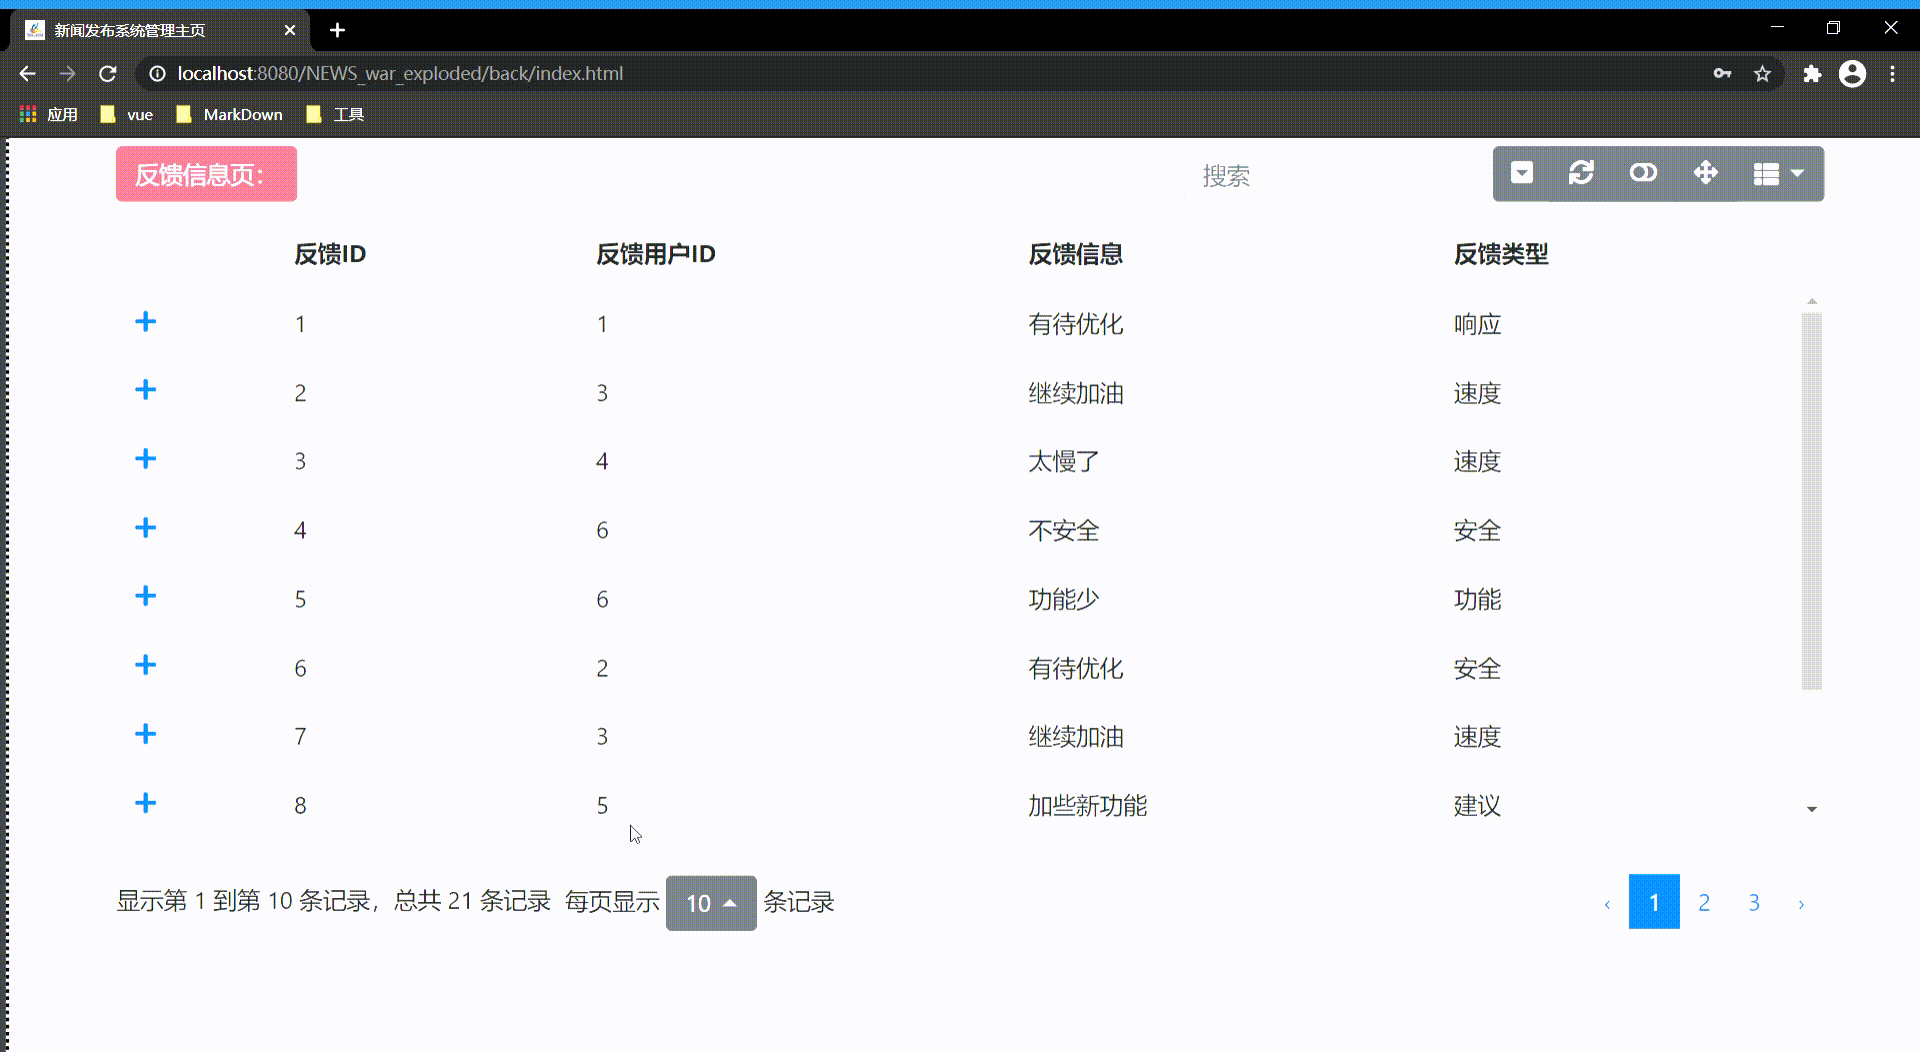 新闻发布系统管理主页
localhost:8080/NEWS_war_exploded/back/index.html
应用 vue MarkDown 工具
反馈信息页： 搜索
反馈ID 反馈用户ID 反馈信息 反馈类型
1 1 有待优化 响应
2 3 继续加油 速度
3 4 太慢了 速度
4 6 不安全 安全
5 6 功能少 功能
6 2 有待优化 安全
7 3 继续加油 速度
8 5 加些新功能 建议
显示第 1 到第 10 条记录，总共 21 条记录 每页显示 10 条记录 ‹ 1 2 3 ›